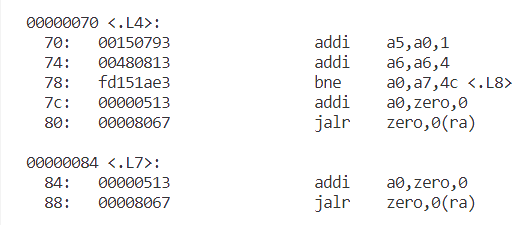 00000070 <.L4>:
70: 00150793 addi a5,a0,1
74: 00480813 addi a6,a6,4
78: fd151ae3 bne a0,a7,4c <.L8>
7c: 00000513 addi a0,zero,0
80: 00008067 jalr zero,0(ra)
00000084 <.L7>:
84: 00000513 addi a0,zero,0
88: 00008067 jalr zero,0(ra)